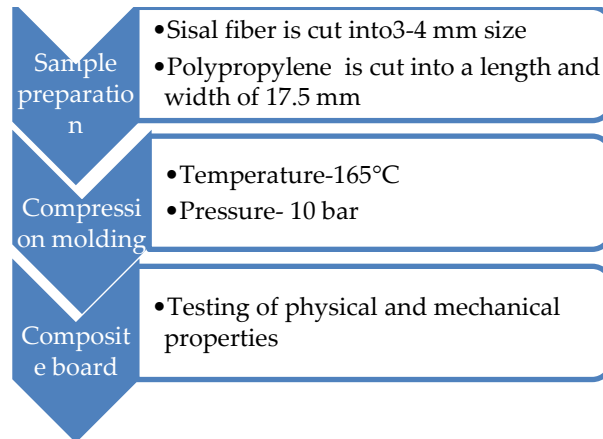 Sample
preparatio
n
•Sisal fiber is cut into3-4 mm size
•Polypropylene is cut into a length and
width of 17.5 mm
Compressi
on molding
•Temperature-165°C
•Pressure- 10 bar
Composit
e board
•Testing of physical and mechanical
properties